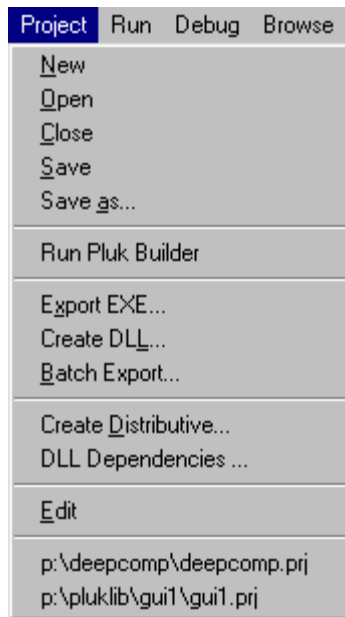 Project Run Debug Browse
New
Open
Close
Save
Save as...
Run Pluk Builder
Export EXE...
Create DLL...
Batch Export...
Create Distributive...
DLL Dependencies ...
Edit
p:\deepcomp\deepcomp.prj
p:\pluklib\gui1\gui1.prj